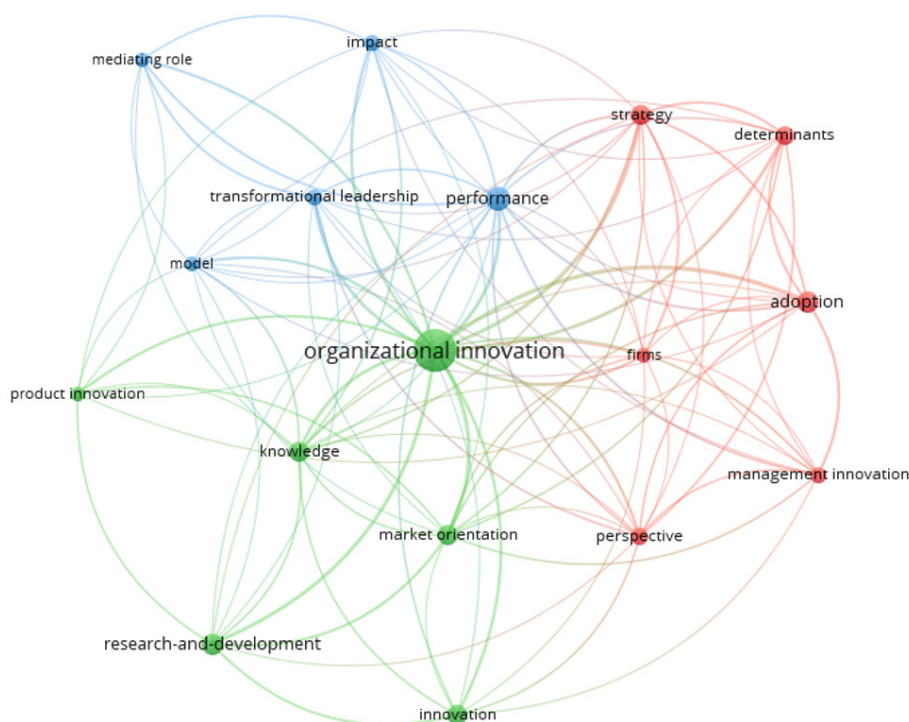 impact
mediating role
strategy
determinants
transformational leadership
performance
model
adoption
organizational innovation
firms
product innovation
knowledge
management innovation
market orientation
perspective
research-and-development
innovation